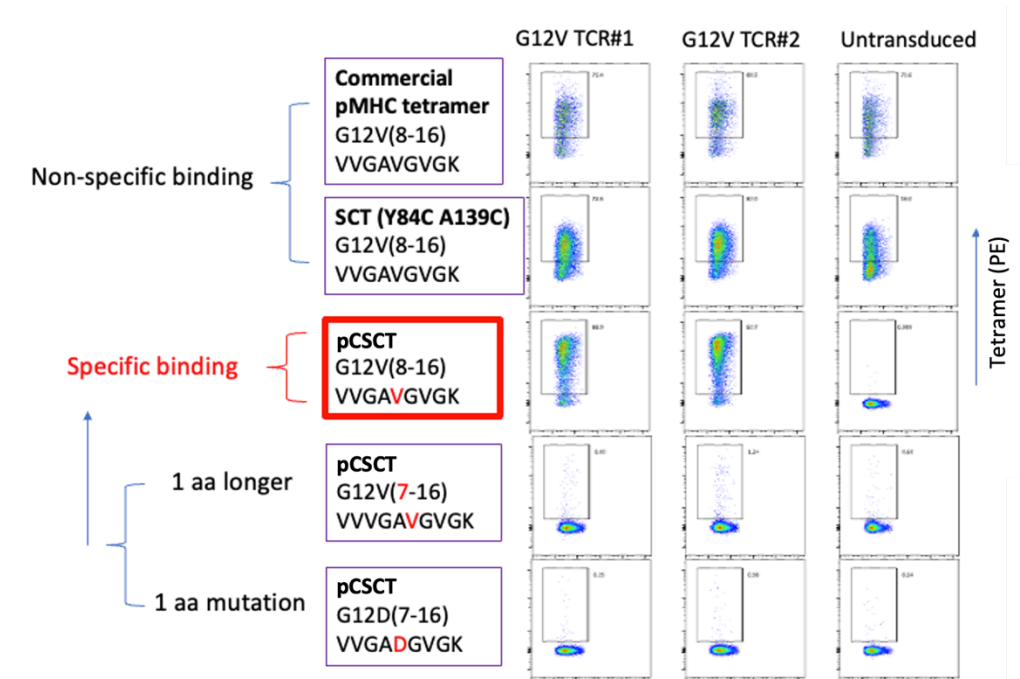 G12V TCR#1
G12V TCR#2
Untransduced
Commercial
pMHC tetramer
G12V(8-16)
VVGAVGVGK
Non-specific binding
SCT (Y84C A139C)
G12V(8-16)
VVGAVGVGK
Tetramer (PE)
pCSCT
G12V(8-16)
VVGAVGVGK
Specific binding
pCSCT
G12V(7-16)
VVVGAVGVGK
1 aa longer
pCSCT
G12D(7-16)
VVGADGVGK
1 aa mutation